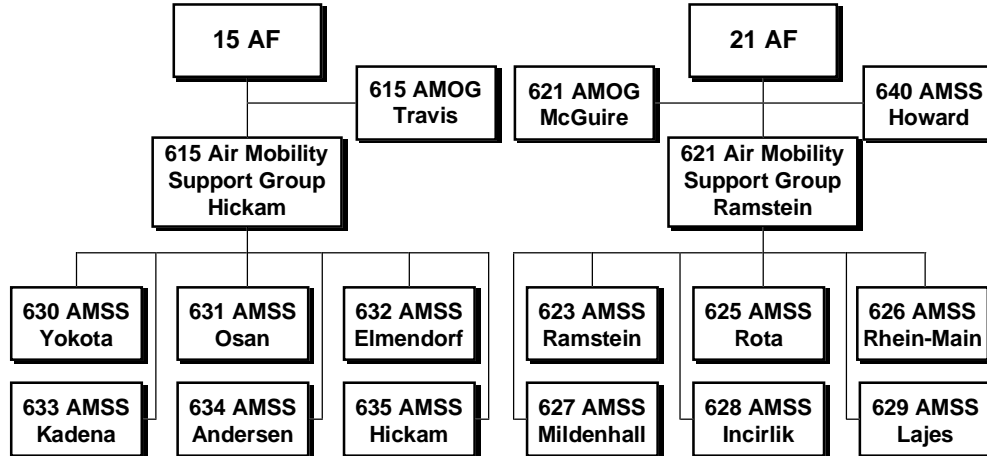 15 AF
21 AF
615 AMOG
Travis
621 AMOG
McGuire
640 AMSS
Howard
615 Air Mobility
Support Group
Hickam
621 Air Mobility
Support Group
Ramstein
630 AMSS
Yokota
631 AMSS
Osan
632 AMSS
Elmendorf
623 AMSS
Ramstein
625 AMSS
Rota
626 AMSS
Rhein-Main
633 AMSS
Kadena
634 AMSS
Andersen
635 AMSS
Hickam
627 AMSS
Mildenhall
628 AMSS
Incirlik
629 AMSS
Lajes